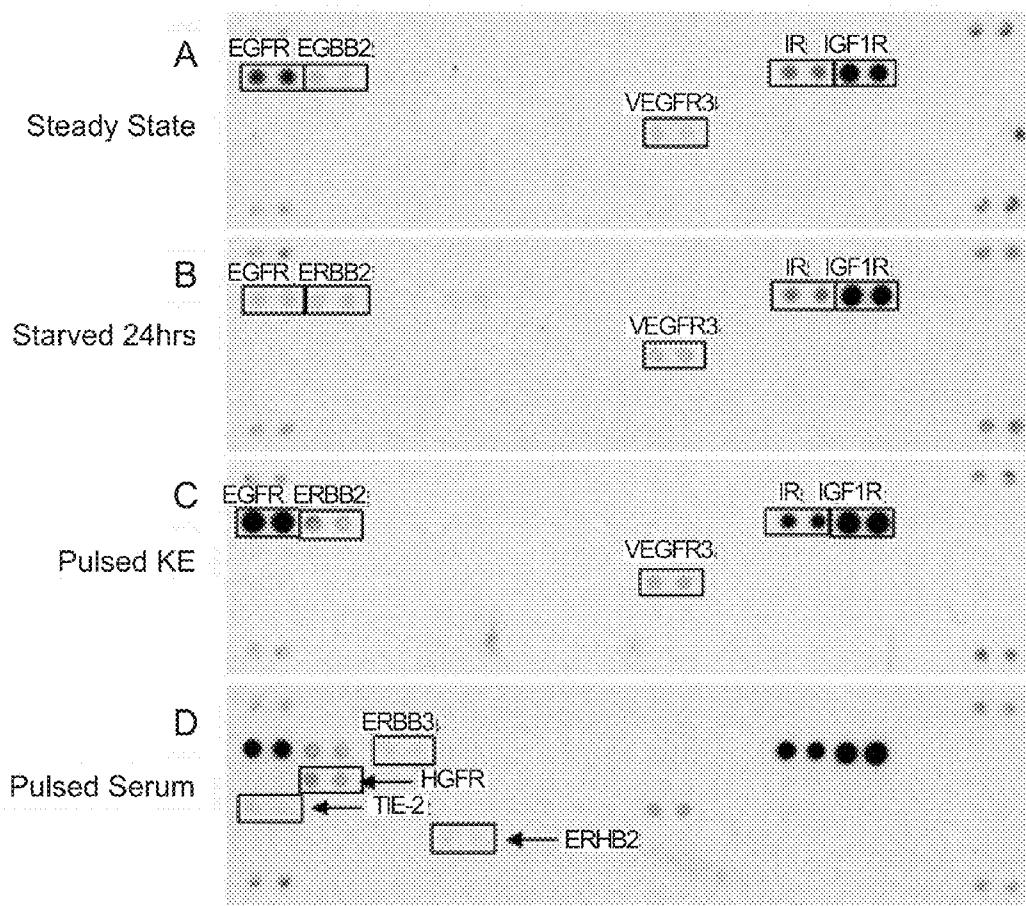 A
EGFR EGBB2
IR IGF1R
Steady State
VEGFR3
B
EGFR ERBB2
IR IGF1R
Starved 24hrs
VEGFR3
C
EGFR ERBB2
IR IGF1R
Pulsed KE
VEGFR3
D
ERBB3
Pulsed Serum
HGFR
TIE-2
ERHB2